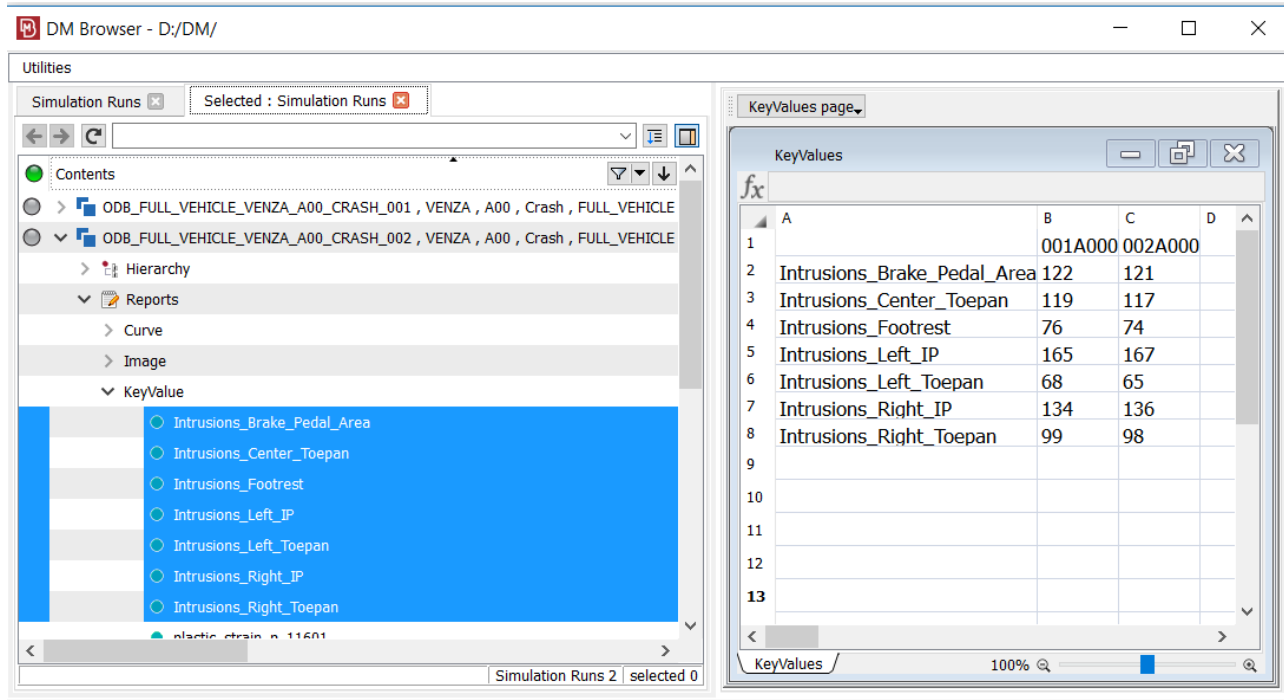 DM Browser - D:/DM/
Utilities
Simulation Runs
Selected : Simulation Runs
Contents
ODB_FULL_VEHICLE_VENZA_A00_CRASH_001 , VENZA , A00 , Crash , FULL_VEHICLE
ODB_FULL_VEHICLE_VENZA_A00_CRASH_002 , VENZA , A00 , Crash , FULL_VEHICLE
Hierarchy
Reports
Curve
Image
KeyValue
Intrusions_Brake_Pedal_Area
Intrusions_Center_Toepan
Intrusions_Footrest
Intrusions_Left_IP
Intrusions_Left_Toepan
Intrusions_Right_IP
Intrusions_Right_Toepan
plastic_strain_n_11601
Simulation Runs 2 selected 0
KeyValues page
KeyValues
fx
A B C D
1 001A000 002A000
2 Intrusions_Brake_Pedal_Area 122 121
3 Intrusions_Center_Toepan 119 117
4 Intrusions_Footrest 76 74
5 Intrusions_Left_IP 165 167
6 Intrusions_Left_Toepan 68 65
7 Intrusions_Right_IP 134 136
8 Intrusions_Right_Toepan 99 98
9
10
11
12
13
KeyValues 100%